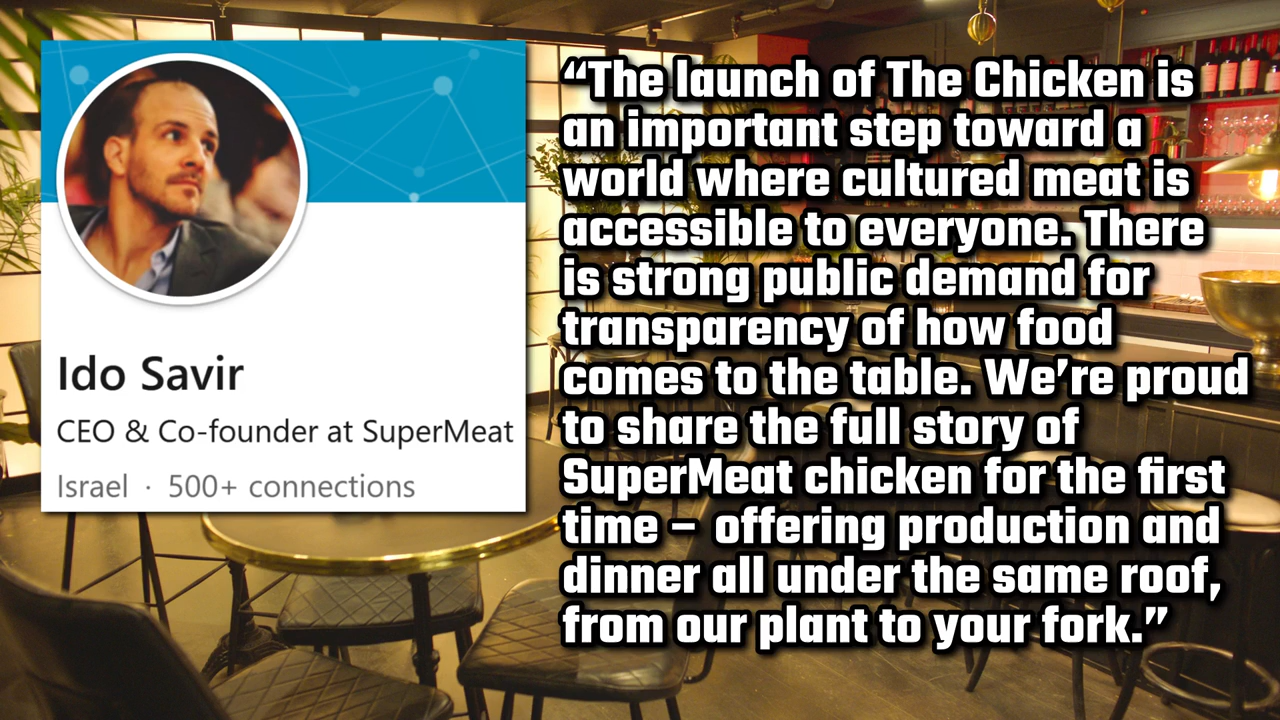 Ido Savir
CEO & Co-founder at SuperMeat
Israel · 500+ connections
“The launch of The Chicken is
an important step toward a
world where cultured meat is
accessible to everyone. There
is strong public demand for
transparency of how food
comes to the table. We’re proud
to share the full story of
SuperMeat chicken for the first
time – offering production and
dinner all under the same roof,
from our plant to your fork.”